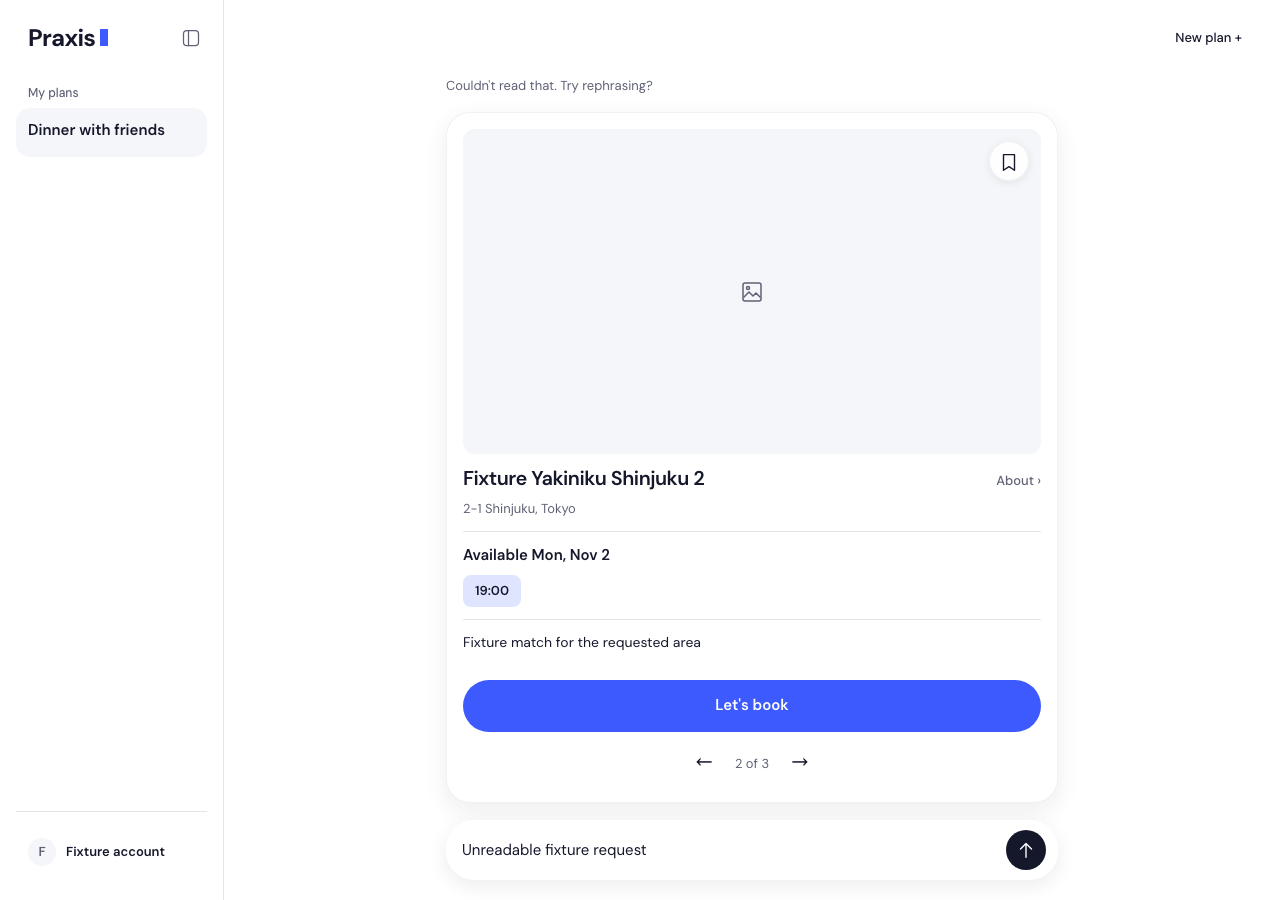 Praxis
New plan +
My plans
Dinner with friends
Couldn't read that. Try rephrasing?
Fixture Yakiniku Shinjuku 2
About ›
2-1 Shinjuku, Tokyo
Available Mon, Nov 2
19:00
Fixture match for the requested area
Let's book
← 2 of 3 →
Unreadable fixture request
F Fixture account